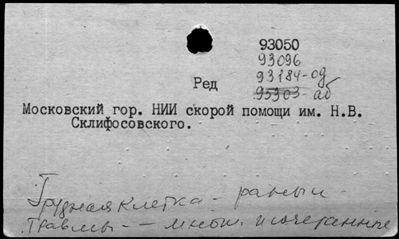 93050
93096
93184-од
95303-аб
Ред
Московский гор. НИИ скорой помощи им. Н.В.
Склифосовского.
Грудная клетка - раны -
Травмы - множ. и сочетанные